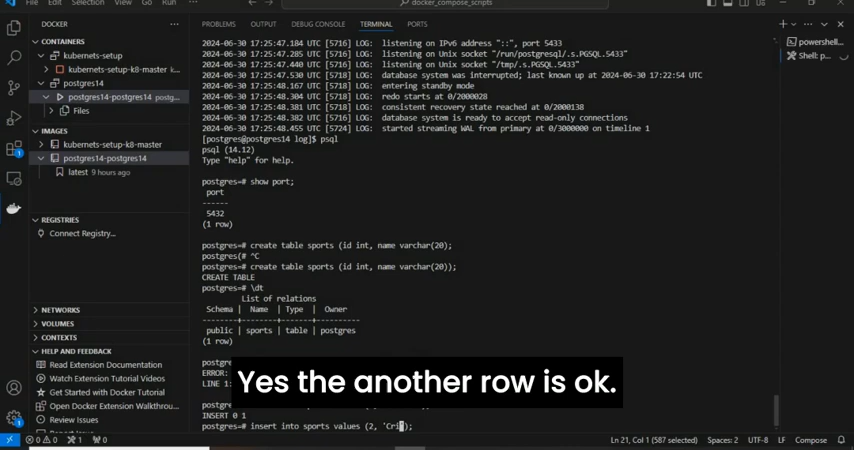 Edit Selection View Go Run
docker_compose_scripts
DOCKER
PROBLEMS OUTPUT DEBUG CONSOLE TERMINAL PORTS
CONTAINERS
kubernets-setup
kubernets-setup-k8-master k...
postgres14
postgres14-postgres14 postg...
Files
IMAGES
kubernets-setup-k8-master
postgres14-postgres14
latest 9 hours ago
REGISTRIES
Connect Registry...
NETWORKS
VOLUMES
CONTEXTS
HELP AND FEEDBACK
Read Extension Documentation
Watch Extension Tutorial Videos
Get Started with Docker Tutorial
Open Docker Extension Walkthrou...
Review Issues
2024-06-30 17:25:47.184 UTC [5716] LOG: listening on IPv6 address "::", port 5433
2024-06-30 17:25:47.285 UTC [5716] LOG: listening on Unix socket "/run/postgresql/.s.PGSQL.5433"
2024-06-30 17:25:47.440 UTC [5716] LOG: listening on Unix socket "/tmp/.s.PGSQL.5433"
2024-06-30 17:25:47.530 UTC [5718] LOG: database system was interrupted; last known up at 2024-06-30 17:22:54 UTC
2024-06-30 17:25:48.167 UTC [5718] LOG: entering standby mode
2024-06-30 17:25:48.304 UTC [5718] LOG: redo starts at 0/2000028
2024-06-30 17:25:48.308 UTC [5718] LOG: consistent recovery state reached at 0/2000138
2024-06-30 17:25:48.382 UTC [5716] LOG: database system is ready to accept read-only connections
2024-06-30 17:25:48.455 UTC [5724] LOG: started streaming WAL from primary at 0/3000000 on timeline 1
[postgres@postgres14 log]$ psql
psql (14.12)
Type "help" for help.
postgres=# show port;
port
------
5432
(1 row)
postgres=# create table sports (id int, name varchar(20);
postgres(# ^C
postgres=# create table sports (id int, name varchar(20));
CREATE TABLE
postgres=# \dt
List of relations
Schema | Name | Type | Owner
--------+--------+-------+----------
public | sports | table | postgres
(1 row)
ERROR:
LINE 1:
Yes the another row is ok.
INSERT 0 1
postgres=# insert into sports values (2, 'Cri');
powershell...
Shell: p...
0 0 1 0
Ln 21, Col 1 (587 selected) Spaces: 2 UTF-8 LF Compose